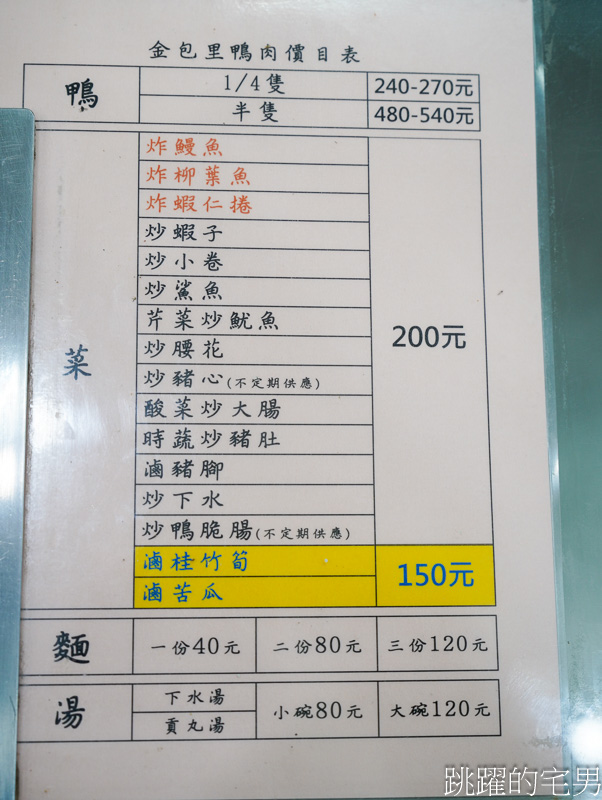 金包里鴨肉價目表
鴨
1/4隻 240-270元
半隻 480-540元
菜
炸鰻魚
炸柳葉魚
炸蝦仁捲
炒蝦子
炒小卷
炒鯊魚
芹菜炒魷魚
炒腰花
炒豬心(不定期供應)
酸菜炒大腸
時蔬炒豬肚
滷豬腳
炒下水
炒鴨脆腸(不定期供應)
200元
滷桂竹筍
滷苦瓜
150元
麵 一份40元 二份80元 三份120元
湯
下水湯
貢丸湯
小碗80元 大碗120元
跳躍的宅男